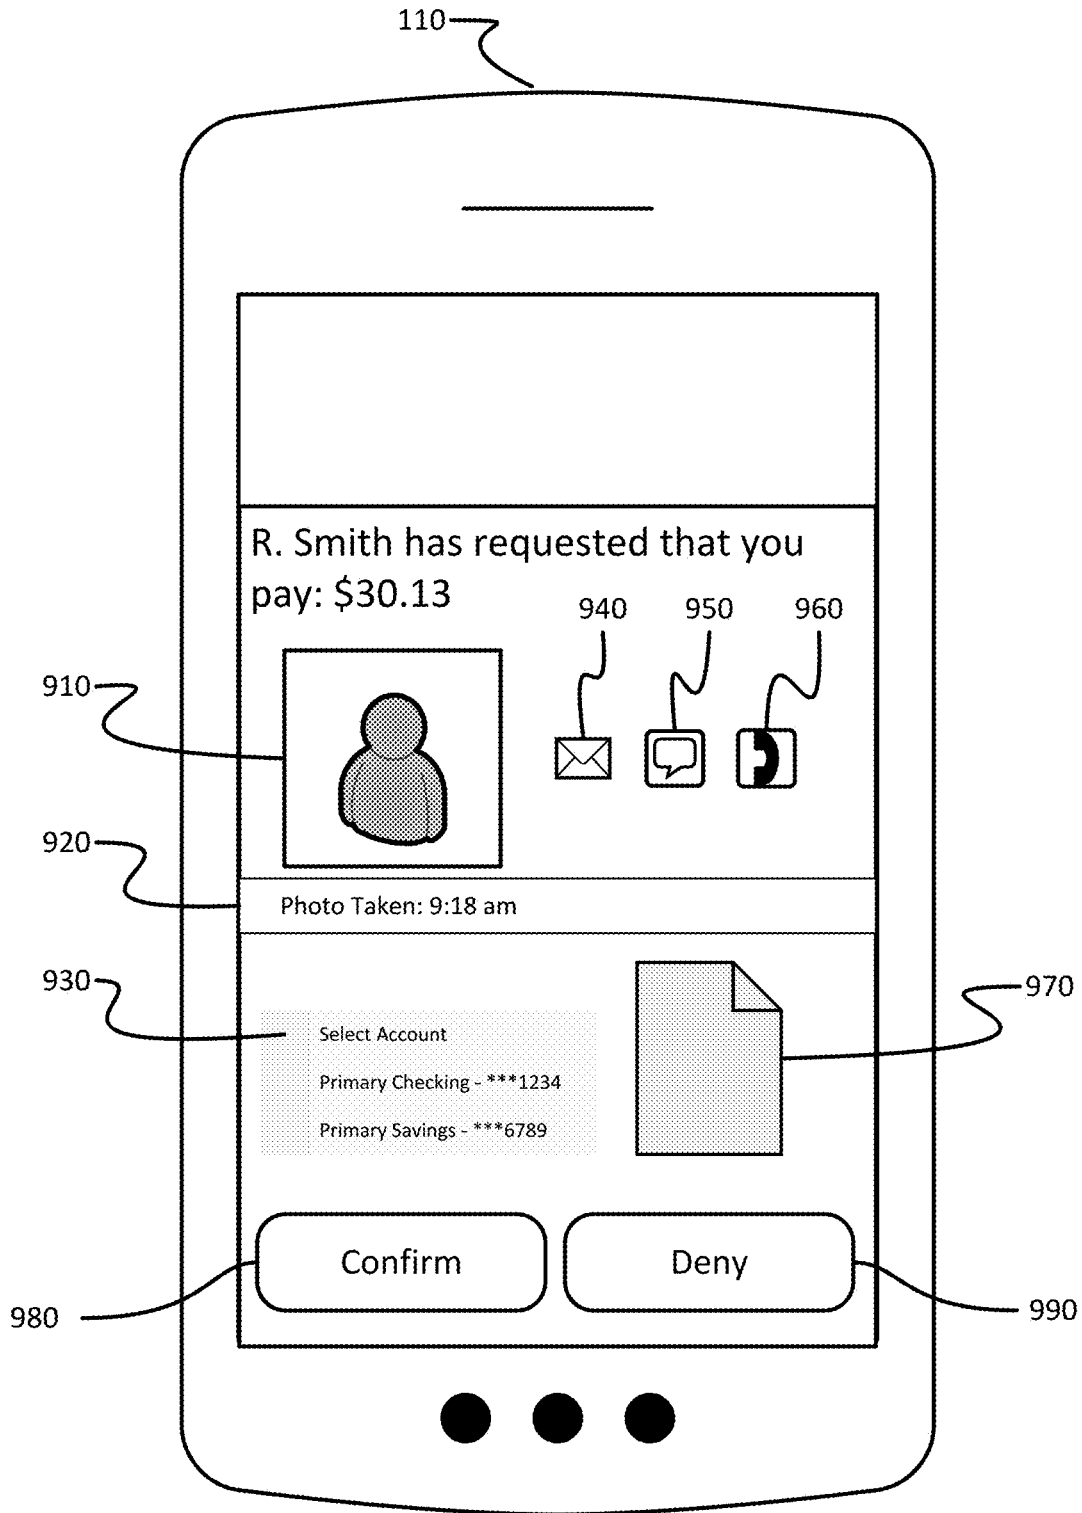 110
R. Smith has requested that you
pay: $30.13
940
950
960
910
920
Photo Taken: 9:18 am
930
970
Select Account
Primary Checking - ***1234
Primary Savings - ***6789
Confirm
Deny
980
990